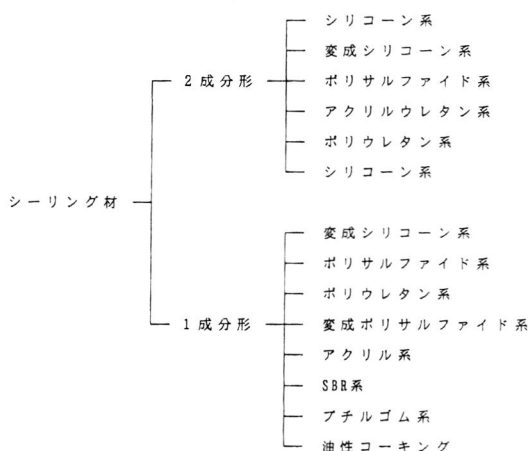 シリコーン系
変成シリコーン系
2成分形
ポリサルファイド系
アクリルウレタン系
ポリウレタン系
シリコーン系
シーリング材
変成シリコーン系
ポリサルファイド系
ポリウレタン系
1成分形
変成ポリサルファイド系
アクリル系
SBR系
ブチルゴム系
油性コーキング